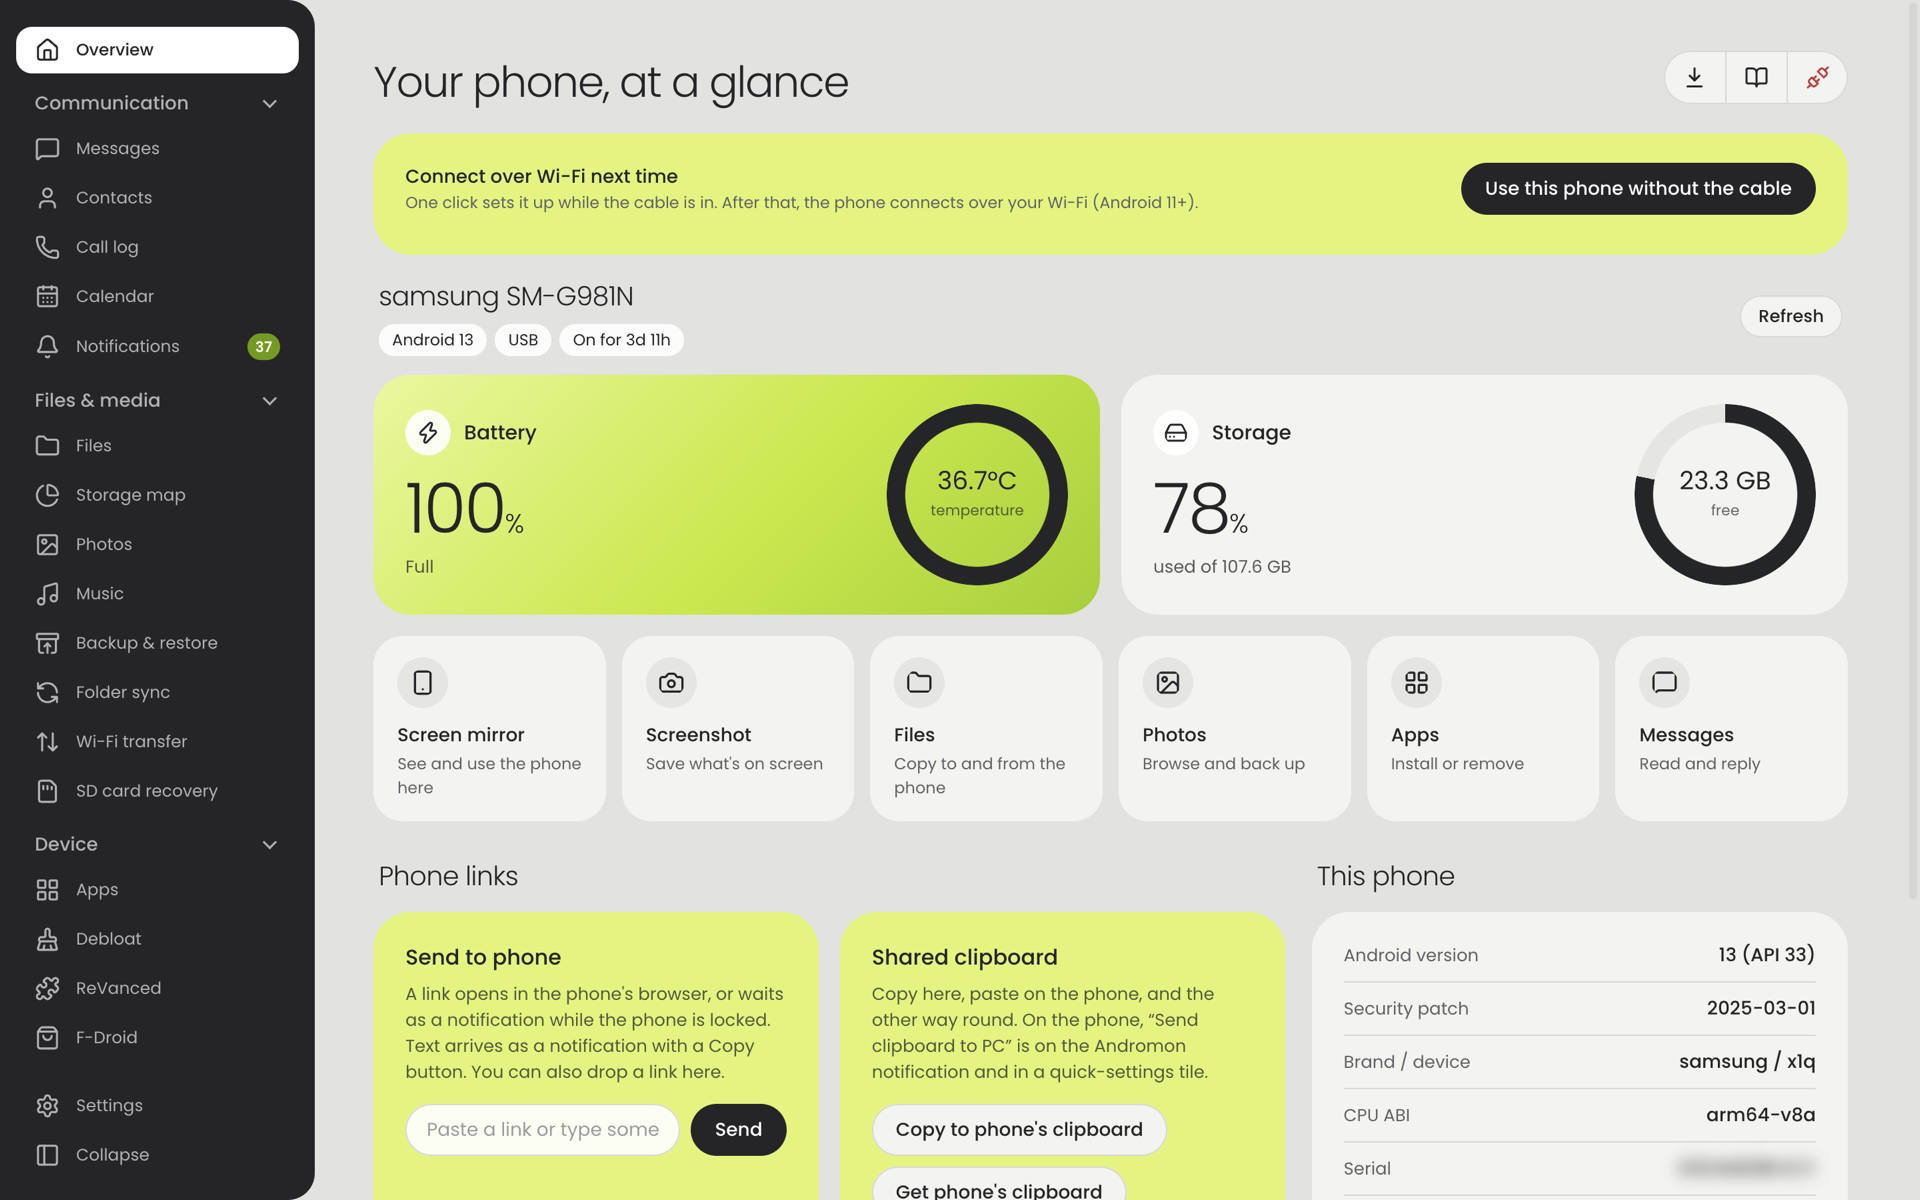 Overview
Communication
Messages
Contacts
Call log
Calendar
Notifications 37
Files & media
Files
Storage map
Photos
Music
Backup & restore
Folder sync
Wi-Fi transfer
SD card recovery
Device
Apps
Debloat
ReVanced
F-Droid
Settings
Collapse
Your phone, at a glance
Connect over Wi-Fi next time
One click sets it up while the cable is in. After that, the phone connects over your Wi-Fi (Android 11+).
Use this phone without the cable
samsung SM-G981N
Android 13 USB On for 3d 11h
Refresh
Battery
100%
Full
36.7°C
temperature
Storage
78%
used of 107.6 GB
23.3 GB
free
Screen mirror
See and use the phone
here
Screenshot
Save what's on screen
Files
Copy to and from the
phone
Photos
Browse and back up
Apps
Install or remove
Messages
Read and reply
Phone links
Send to phone
A link opens in the phone's browser, or waits
as a notification while the phone is locked.
Text arrives as a notification with a Copy
button. You can also drop a link here.
Paste a link or type some
Send
Shared clipboard
Copy here, paste on the phone, and the
other way round. On the phone, “Send
clipboard to PC” is on the Andromon
notification and in a quick-settings tile.
Copy to phone's clipboard
Get phone's clipboard
This phone
Android version 13 (API 33)
Security patch 2025-03-01
Brand / device samsung / x1q
CPU ABI arm64-v8a
Serial